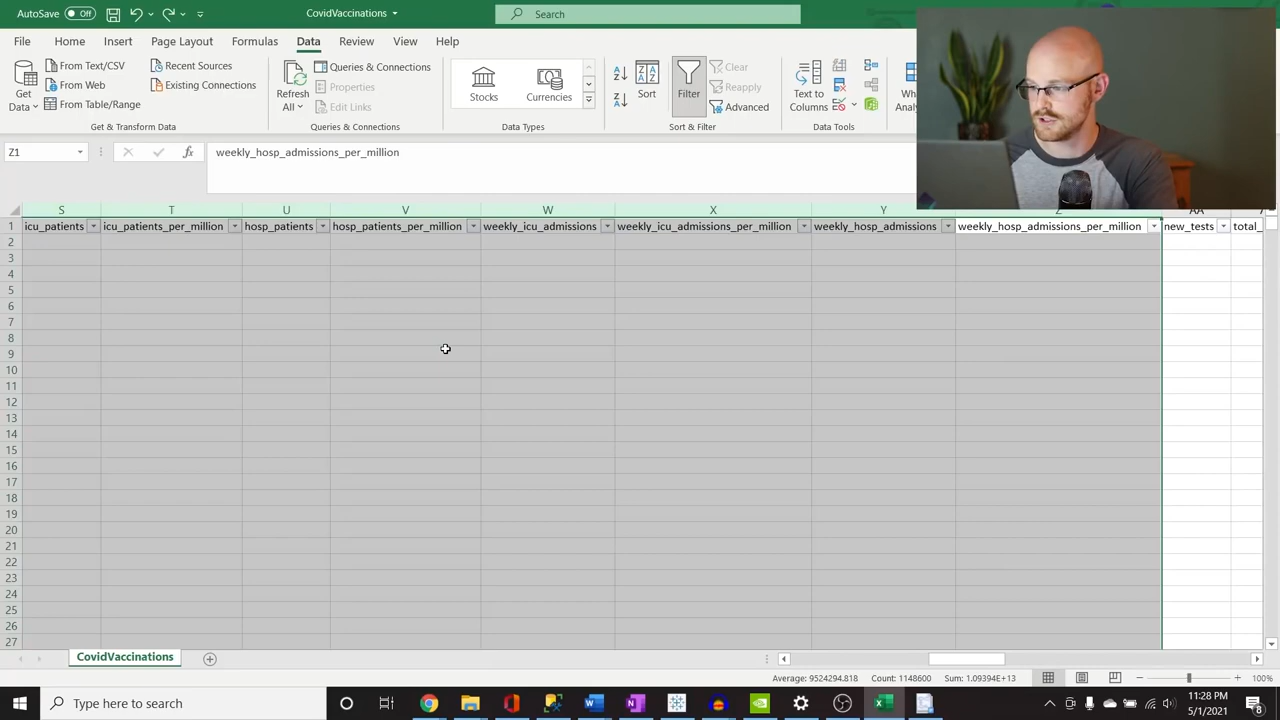 AutoSave Off CovidVaccinations Search
File Home Insert Page Layout Formulas Data Review View Help
Get Data
From Text/CSV
From Web
From Table/Range
Recent Sources
Existing Connections
Get & Transform Data
Refresh All
Queries & Connections
Properties
Edit Links
Queries & Connections
Stocks Currencies
Data Types
Sort
Filter
Clear
Reapply
Advanced
Sort & Filter
Text to Columns
Data Tools
Z1 fx weekly_hosp_admissions_per_million
S T U V W X Y Z AA
1 icu_patients icu_patients_per_million hosp_patients hosp_patients_per_million weekly_icu_admissions weekly_icu_admissions_per_million weekly_hosp_admissions weekly_hosp_admissions_per_million new_tests total_
2
3
4
5
6
7
8
9
10
11
12
13
14
15
16
17
18
19
20
21
22
23
24
25
26
27
CovidVaccinations
Average: 9524294.818 Count: 1148600 Sum: 1.09394E+13 100%
Type here to search
11:28 PM
5/1/2021
8